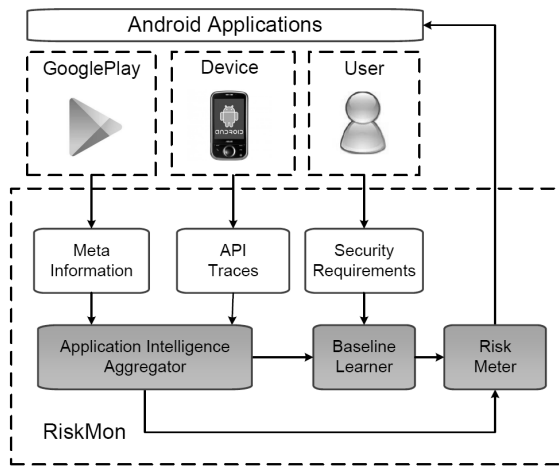 Android Applications
GooglePlay
Device
User
android
Meta
Information
API
Traces
Security
Requirements
Application Intelligence
Aggregator
Baseline
Learner
Risk
Meter
RiskMon